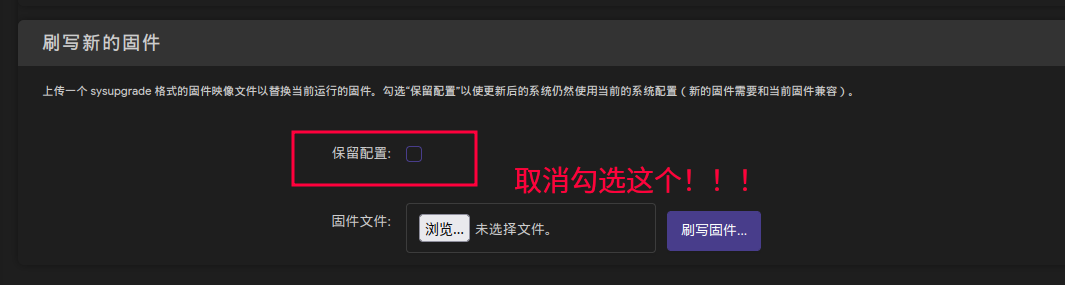 刷写新的固件
上传一个 sysupgrade 格式的固件映像文件以替换当前运行的固件。勾选“保留配置”以使更新后的系统仍然使用当前的系统配置（新的固件需要和当前固件兼容）。
保留配置:
取消勾选这个！！！
固件文件: 浏览... 未选择文件。 刷写固件...